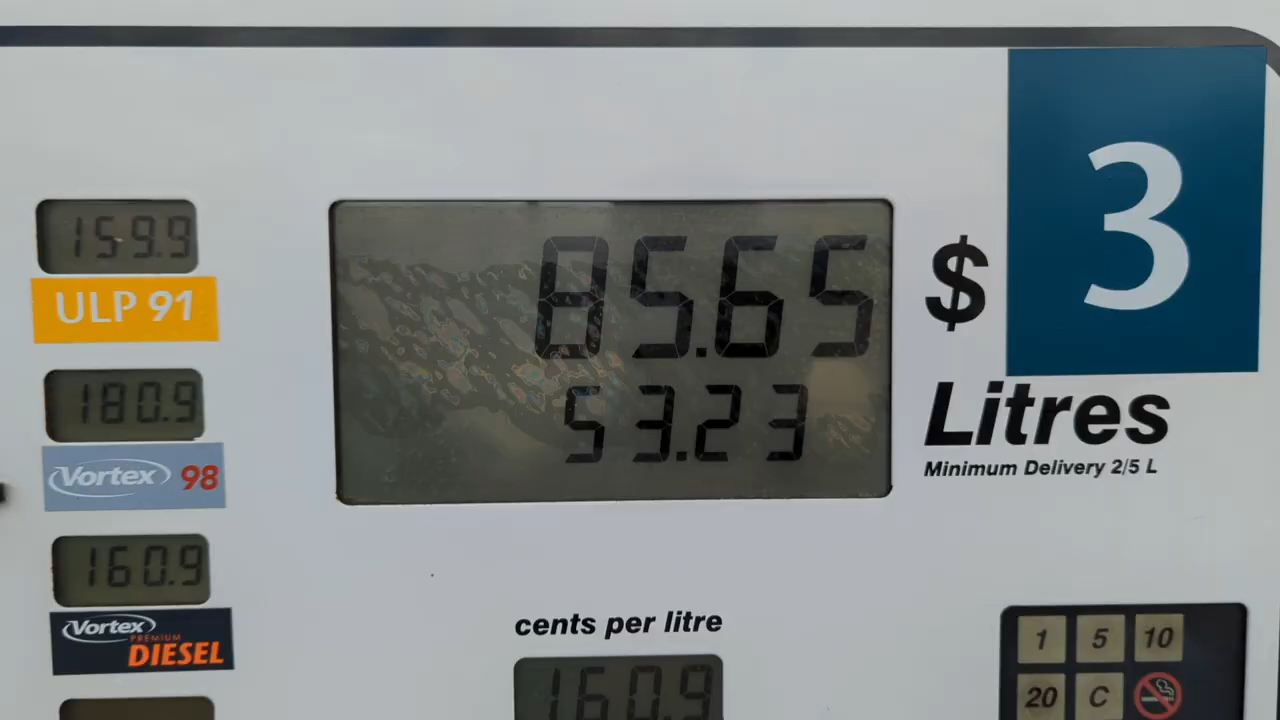 3
159.9
ULP 91
180.9
Vortex 98
160.9
Vortex
PREMIUM
DIESEL
85.65
$
53.23
Litres
Minimum Delivery 2/5 L
cents per litre
160.9
1 5 10
20 C